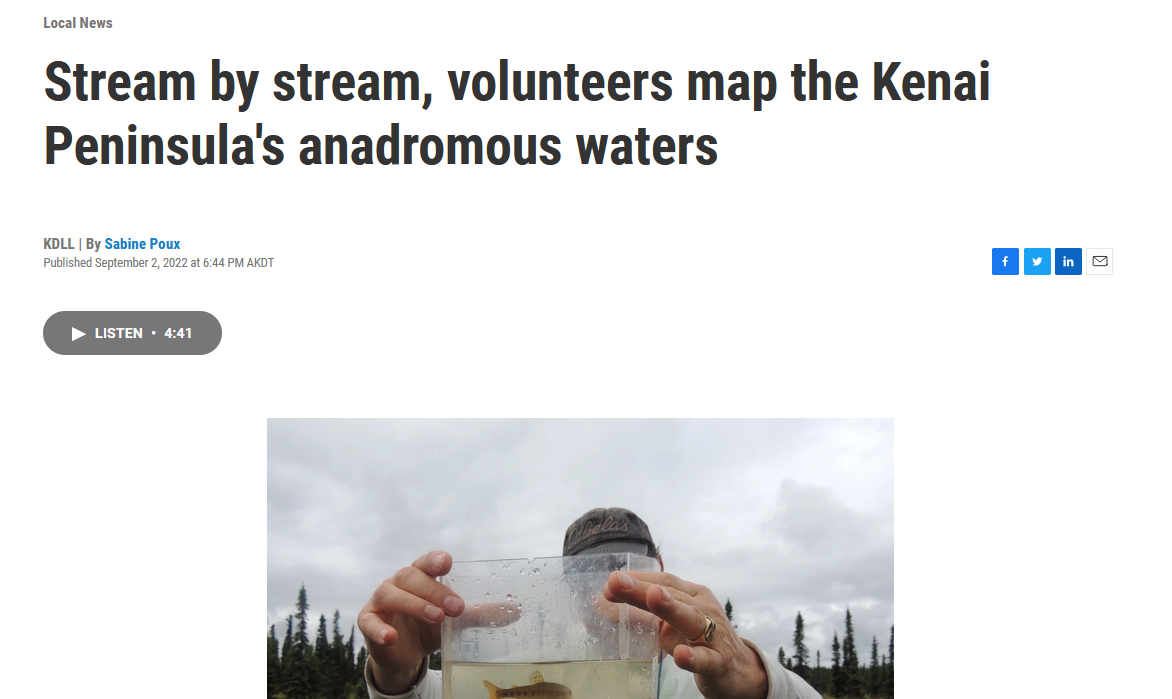 Local News
Stream by stream, volunteers map the Kenai
Peninsula's anadromous waters
KDLL | By Sabine Poux
Published September 2, 2022 at 6:44 PM AKDT
f in
LISTEN • 4:41